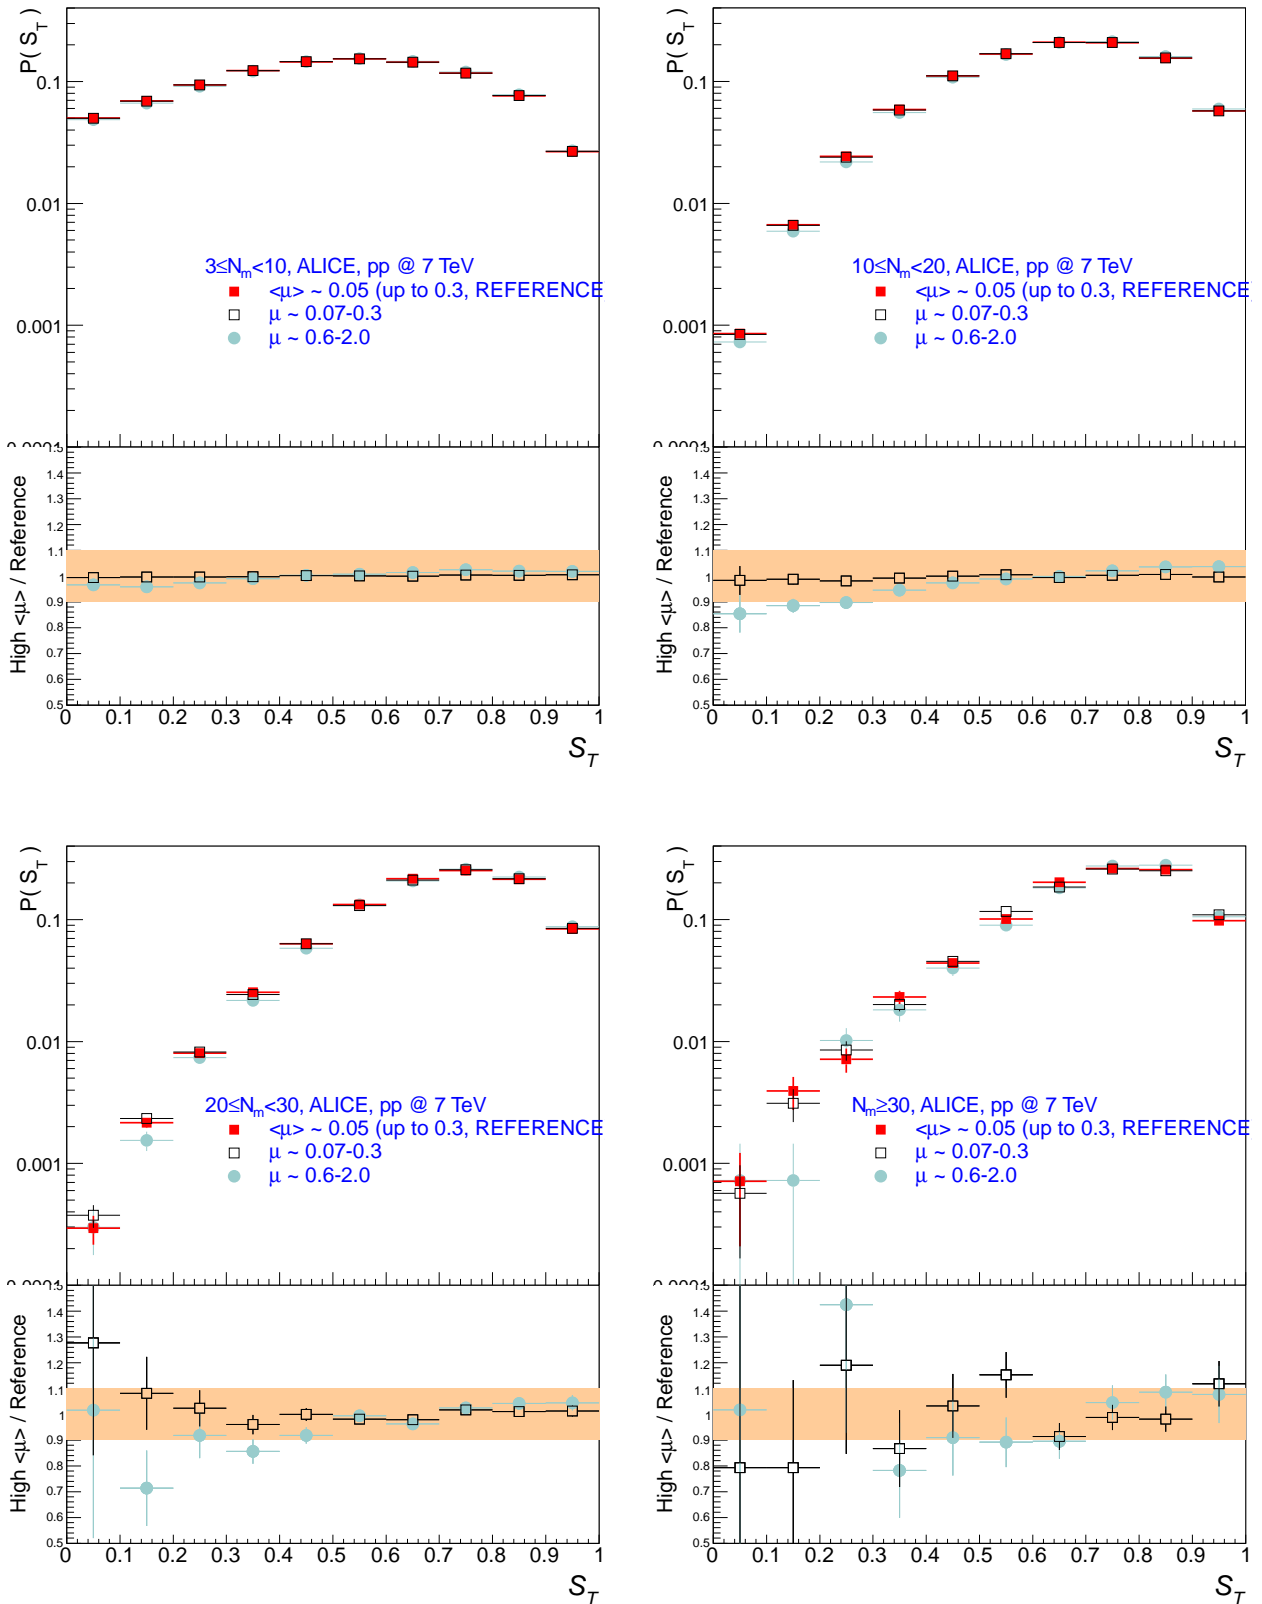 P( S_T )
0.1
0.01
0.001
3≤N_m<10, ALICE, pp @ 7 TeV
<μ> ~ 0.05 (up to 0.3, REFERENCE
μ ~ 0.07-0.3
μ ~ 0.6-2.0
High <μ> / Reference
1.4
1.3
1.2
1.1
1
0.9
0.8
0.7
0.6
0.5
0 0.1 0.2 0.3 0.4 0.5 0.6 0.7 0.8 0.9 1
S_T
P( S_T )
0.1
0.01
0.001
10≤N_m<20, ALICE, pp @ 7 TeV
<μ> ~ 0.05 (up to 0.3, REFERENCE
μ ~ 0.07-0.3
μ ~ 0.6-2.0
High <μ> / Reference
1.4
1.3
1.2
1.1
1
0.9
0.8
0.7
0.6
0.5
0 0.1 0.2 0.3 0.4 0.5 0.6 0.7 0.8 0.9 1
S_T
P( S_T )
0.1
0.01
0.001
20≤N_m<30, ALICE, pp @ 7 TeV
<μ> ~ 0.05 (up to 0.3, REFERENCE
μ ~ 0.07-0.3
μ ~ 0.6-2.0
High <μ> / Reference
1.4
1.3
1.2
1.1
1
0.9
0.8
0.7
0.6
0.5
0 0.1 0.2 0.3 0.4 0.5 0.6 0.7 0.8 0.9 1
S_T
P( S_T )
0.1
0.01
0.001
N_m≥30, ALICE, pp @ 7 TeV
<μ> ~ 0.05 (up to 0.3, REFERENCE
μ ~ 0.07-0.3
μ ~ 0.6-2.0
High <μ> / Reference
1.4
1.3
1.2
1.1
1
0.9
0.8
0.7
0.6
0.5
0 0.1 0.2 0.3 0.4 0.5 0.6 0.7 0.8 0.9 1
S_T